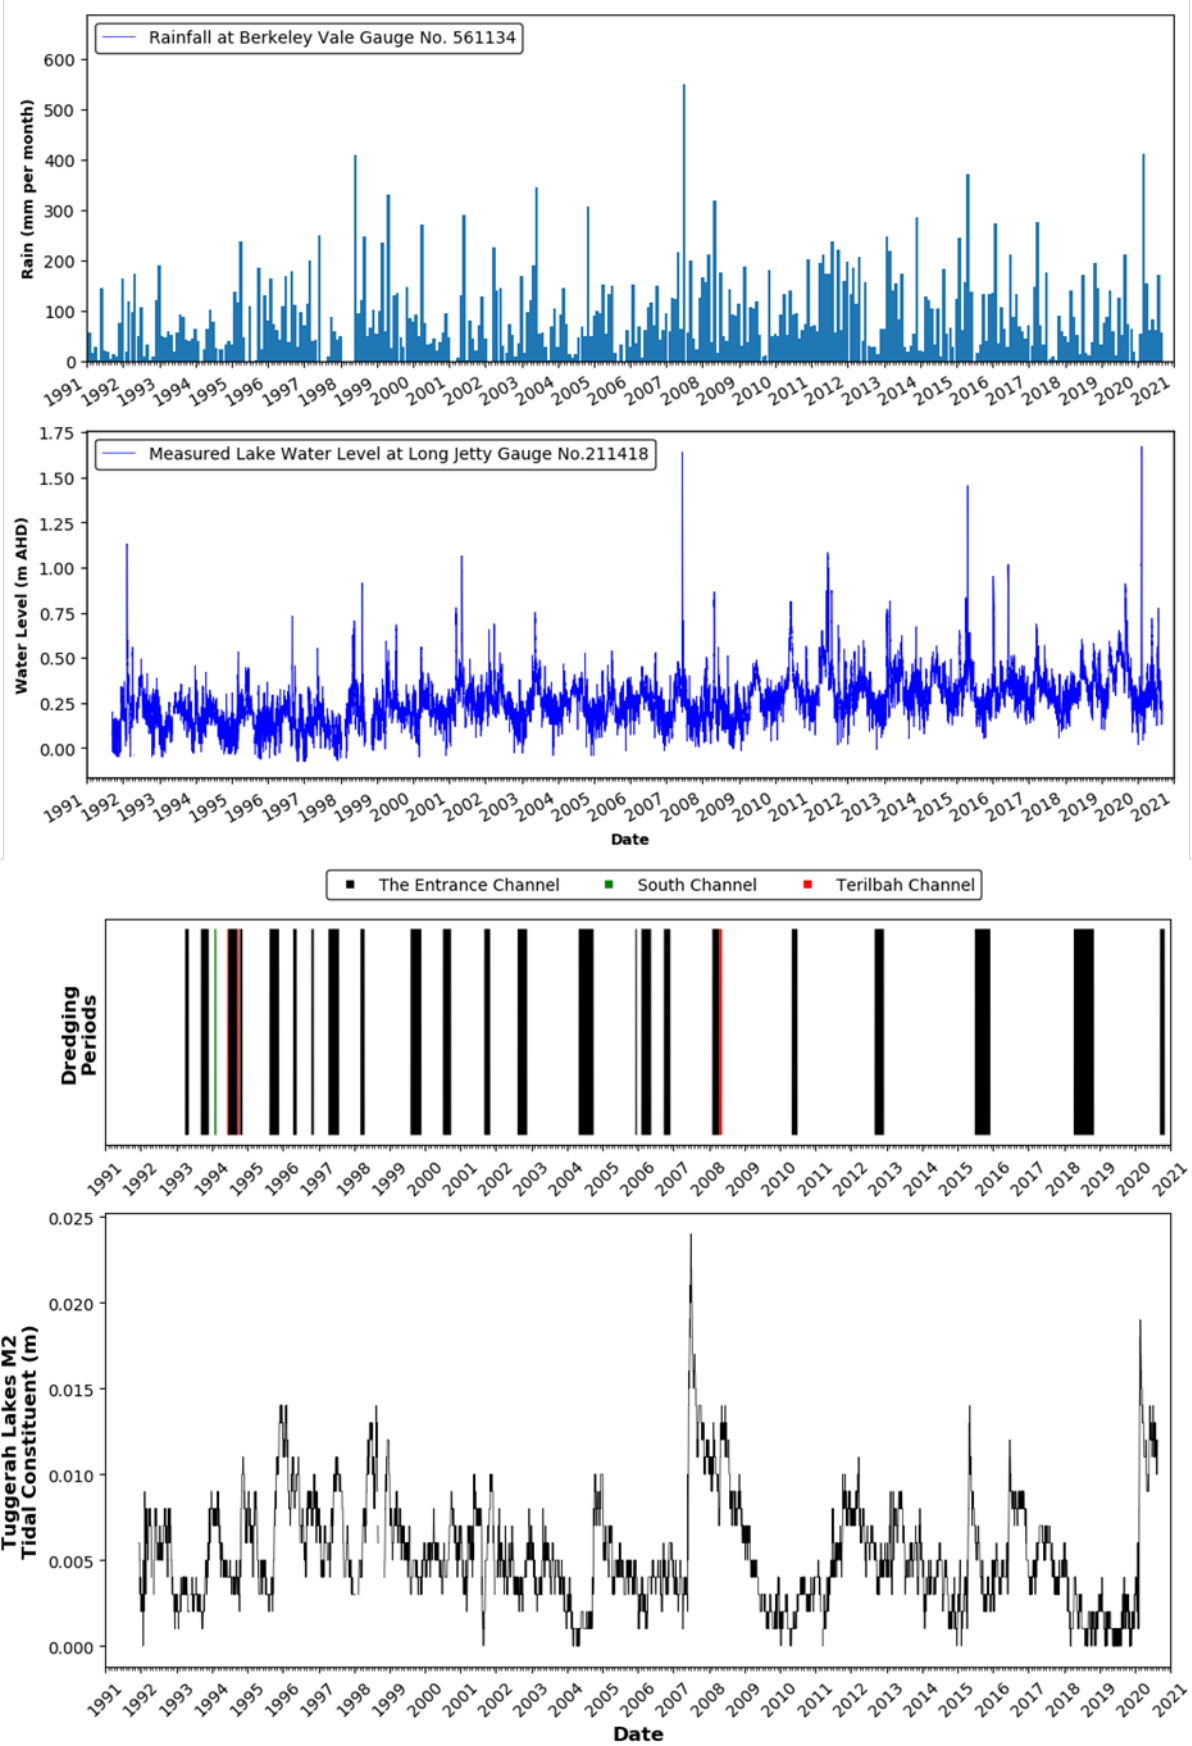 Rainfall at Berkeley Vale Gauge No. 561134
Rain (mm per month)
600
500
400
300
200
100
0
1991 1992 1993 1994 1995 1996 1997 1998 1999 2000 2001 2002 2003 2004 2005 2006 2007 2008 2009 2010 2011 2012 2013 2014 2015 2016 2017 2018 2019 2020 2021
Measured Lake Water Level at Long Jetty Gauge No.211418
Water Level (m AHD)
1.75
1.50
1.25
1.00
0.75
0.50
0.25
0.00
1991 1992 1993 1994 1995 1996 1997 1998 1999 2000 2001 2002 2003 2004 2005 2006 2007 2008 2009 2010 2011 2012 2013 2014 2015 2016 2017 2018 2019 2020 2021
Date
The Entrance Channel South Channel Terilbah Channel
Dredging
Periods
1991 1992 1993 1994 1995 1996 1997 1998 1999 2000 2001 2002 2003 2004 2005 2006 2007 2008 2009 2010 2011 2012 2013 2014 2015 2016 2017 2018 2019 2020 2021
Tuggerah Lakes M2
Tidal Constituent (m)
0.025
0.020
0.015
0.010
0.005
0.000
1991 1992 1993 1994 1995 1996 1997 1998 1999 2000 2001 2002 2003 2004 2005 2006 2007 2008 2009 2010 2011 2012 2013 2014 2015 2016 2017 2018 2019 2020 2021
Date